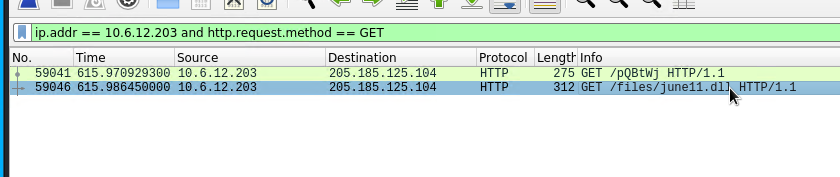 ip.addr == 10.6.12.203 and http.request.method == GET
No. Time Source Destination Protocol Length Info
59041 615.970929300 10.6.12.203 205.185.125.104 HTTP 275 GET /pQBtWj HTTP/1.1
59046 615.986450000 10.6.12.203 205.185.125.104 HTTP 312 GET /files/june11.dll HTTP/1.1